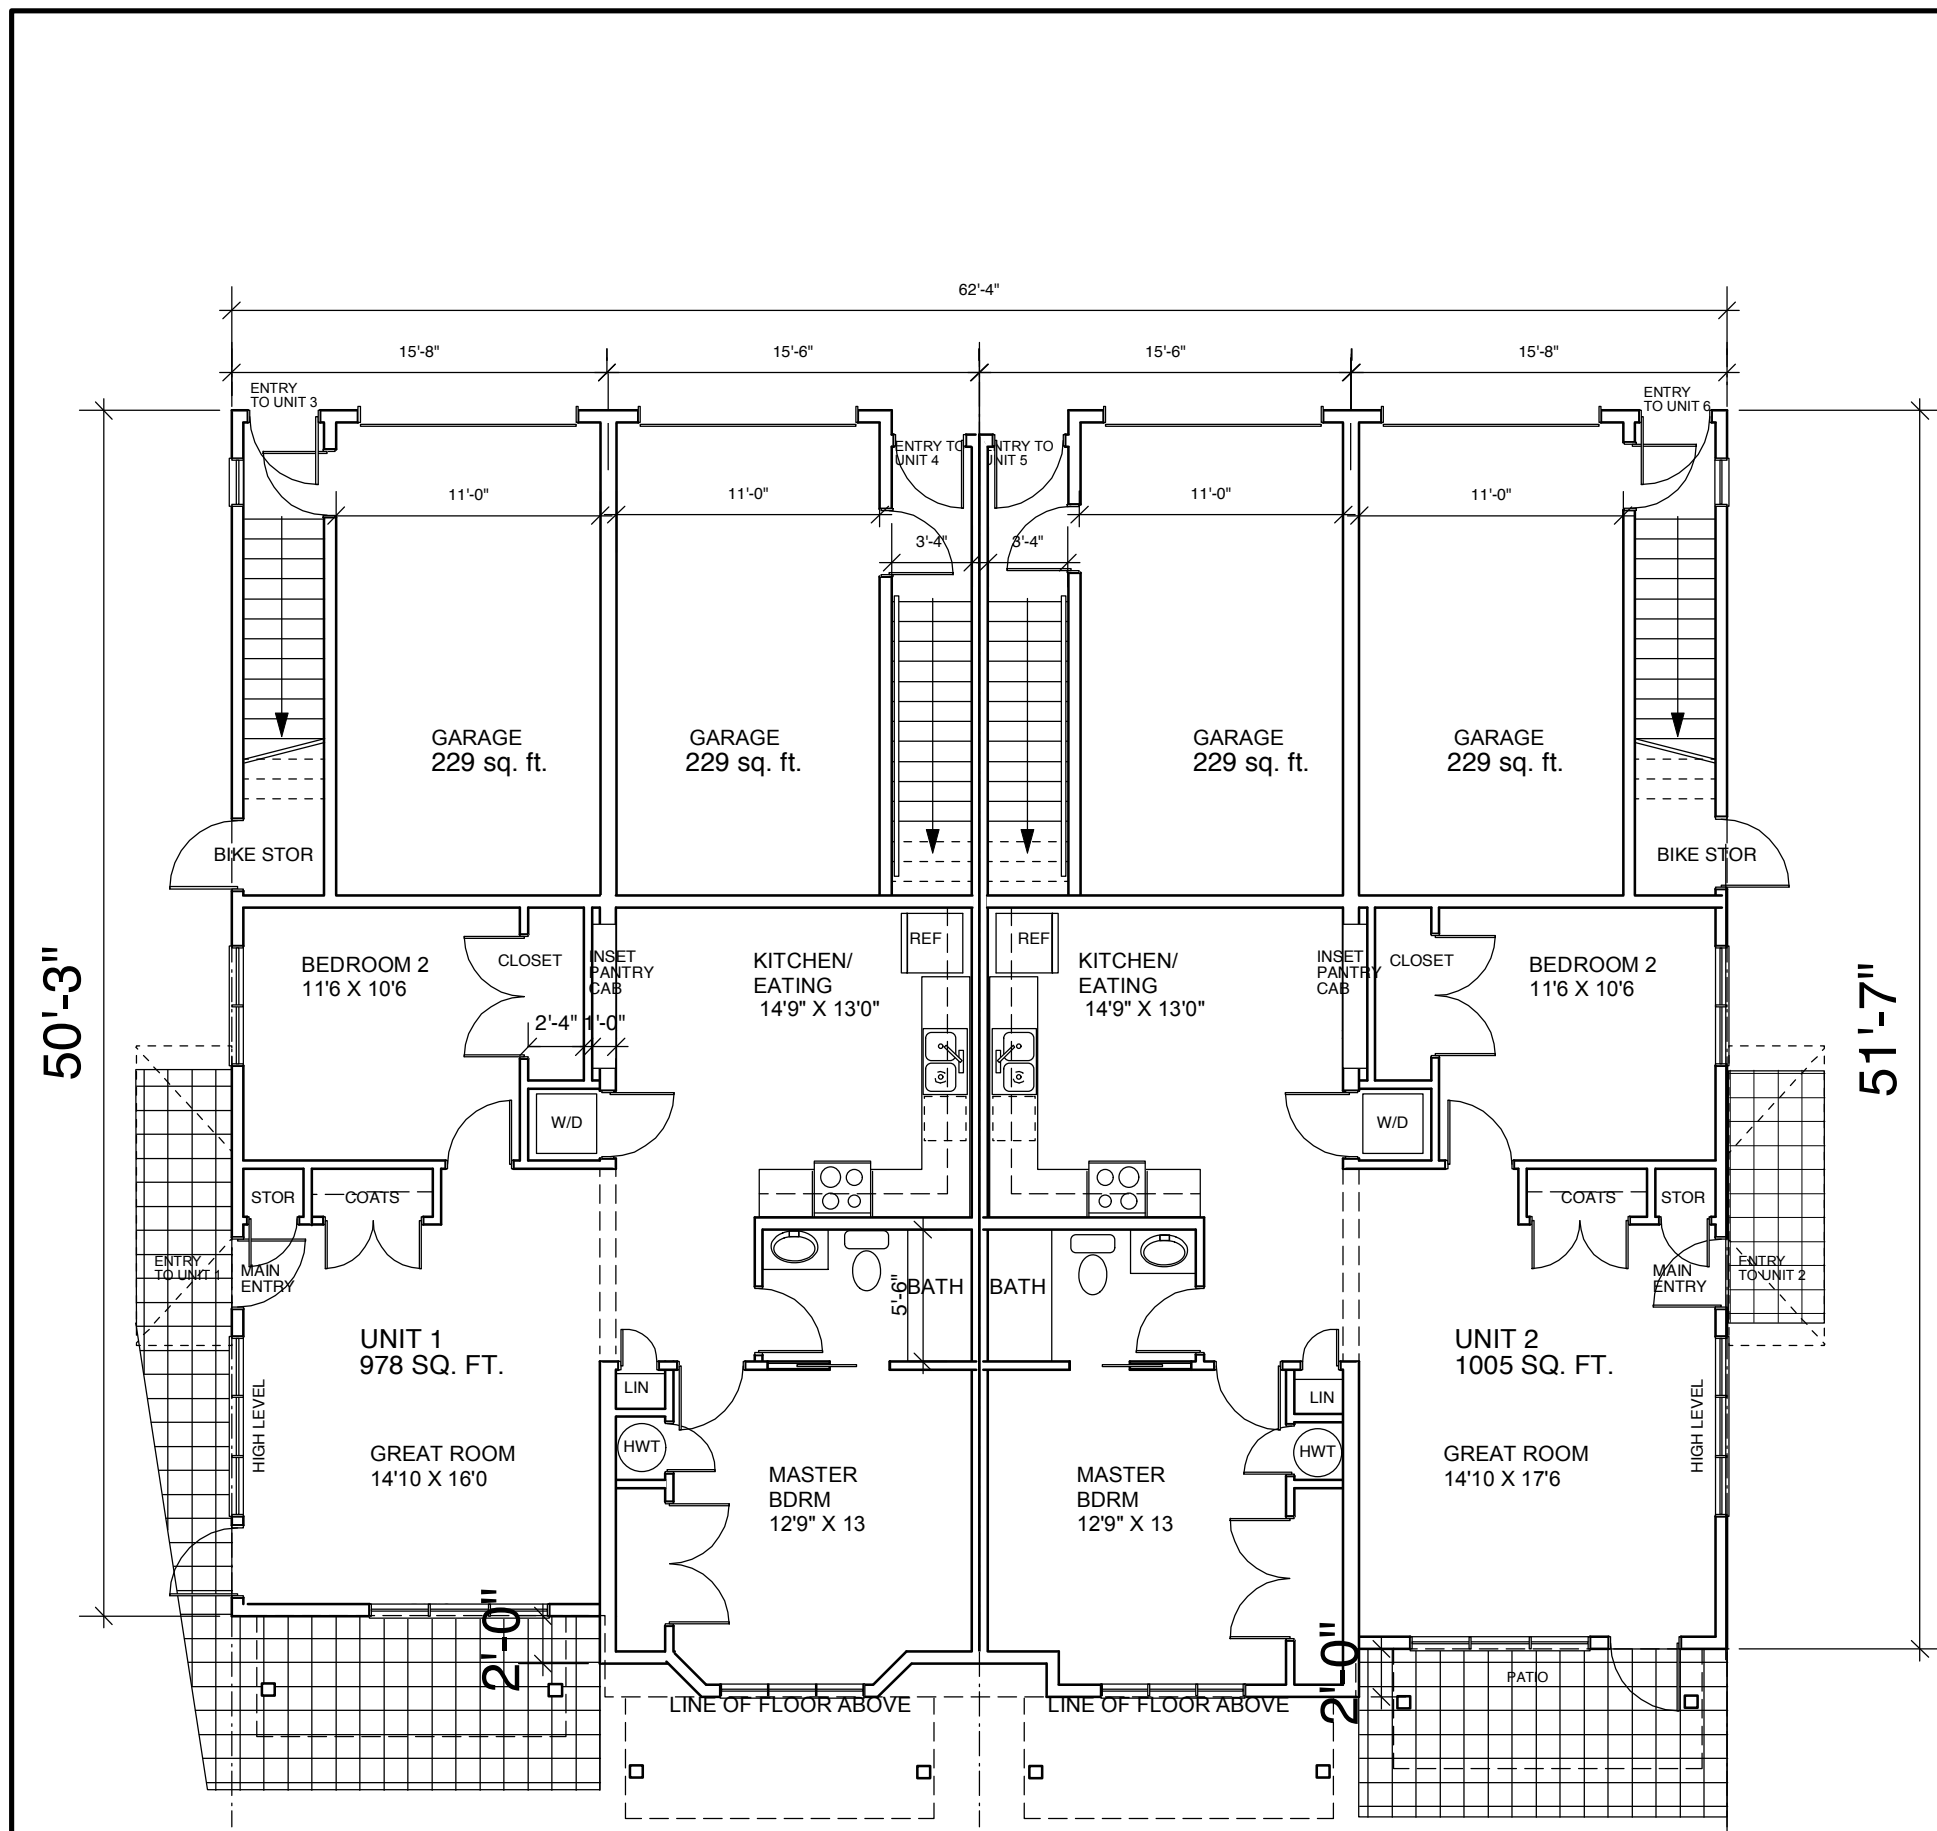 62'-4"
15'-8"
15'-6"
15'-6"
15'-8"
ENTRY
TO UNIT 3
ENTRY
TO UNIT 6
ENTRY TO
UNIT 4
ENTRY TO
UNIT 5
11'-0"
11'-0"
11'-0"
11'-0"
3'-4"
3'-4"
GARAGE
229 sq. ft.
GARAGE
229 sq. ft.
GARAGE
229 sq. ft.
GARAGE
229 sq. ft.
BIKE STOR
BIKE STOR
50'-3"
51'-7"
BEDROOM 2
11'6 X 10'6
CLOSET
INSET
PANTRY
CAB
2'-4"
1'-0"
KITCHEN/
EATING
14'9" X 13'0"
REF
REF
KITCHEN/
EATING
14'9" X 13'0"
INSET
PANTRY
CAB
CLOSET
BEDROOM 2
11'6 X 10'6
W/D
W/D
STOR
COATS
COATS
STOR
ENTRY
TO UNIT 1
MAIN
ENTRY
5'-6"
BATH
BATH
MAIN
ENTRY
ENTRY
TO UNIT 2
UNIT 1
978 SQ. FT.
UNIT 2
1005 SQ. FT.
LIN
LIN
HIGH LEVEL
HIGH LEVEL
HWT
HWT
GREAT ROOM
14'10 X 16'0
MASTER
BDRM
12'9" X 13
MASTER
BDRM
12'9" X 13
GREAT ROOM
14'10 X 17'6
2'-0"
2'-0"
PATIO
LINE OF FLOOR ABOVE
LINE OF FLOOR ABOVE